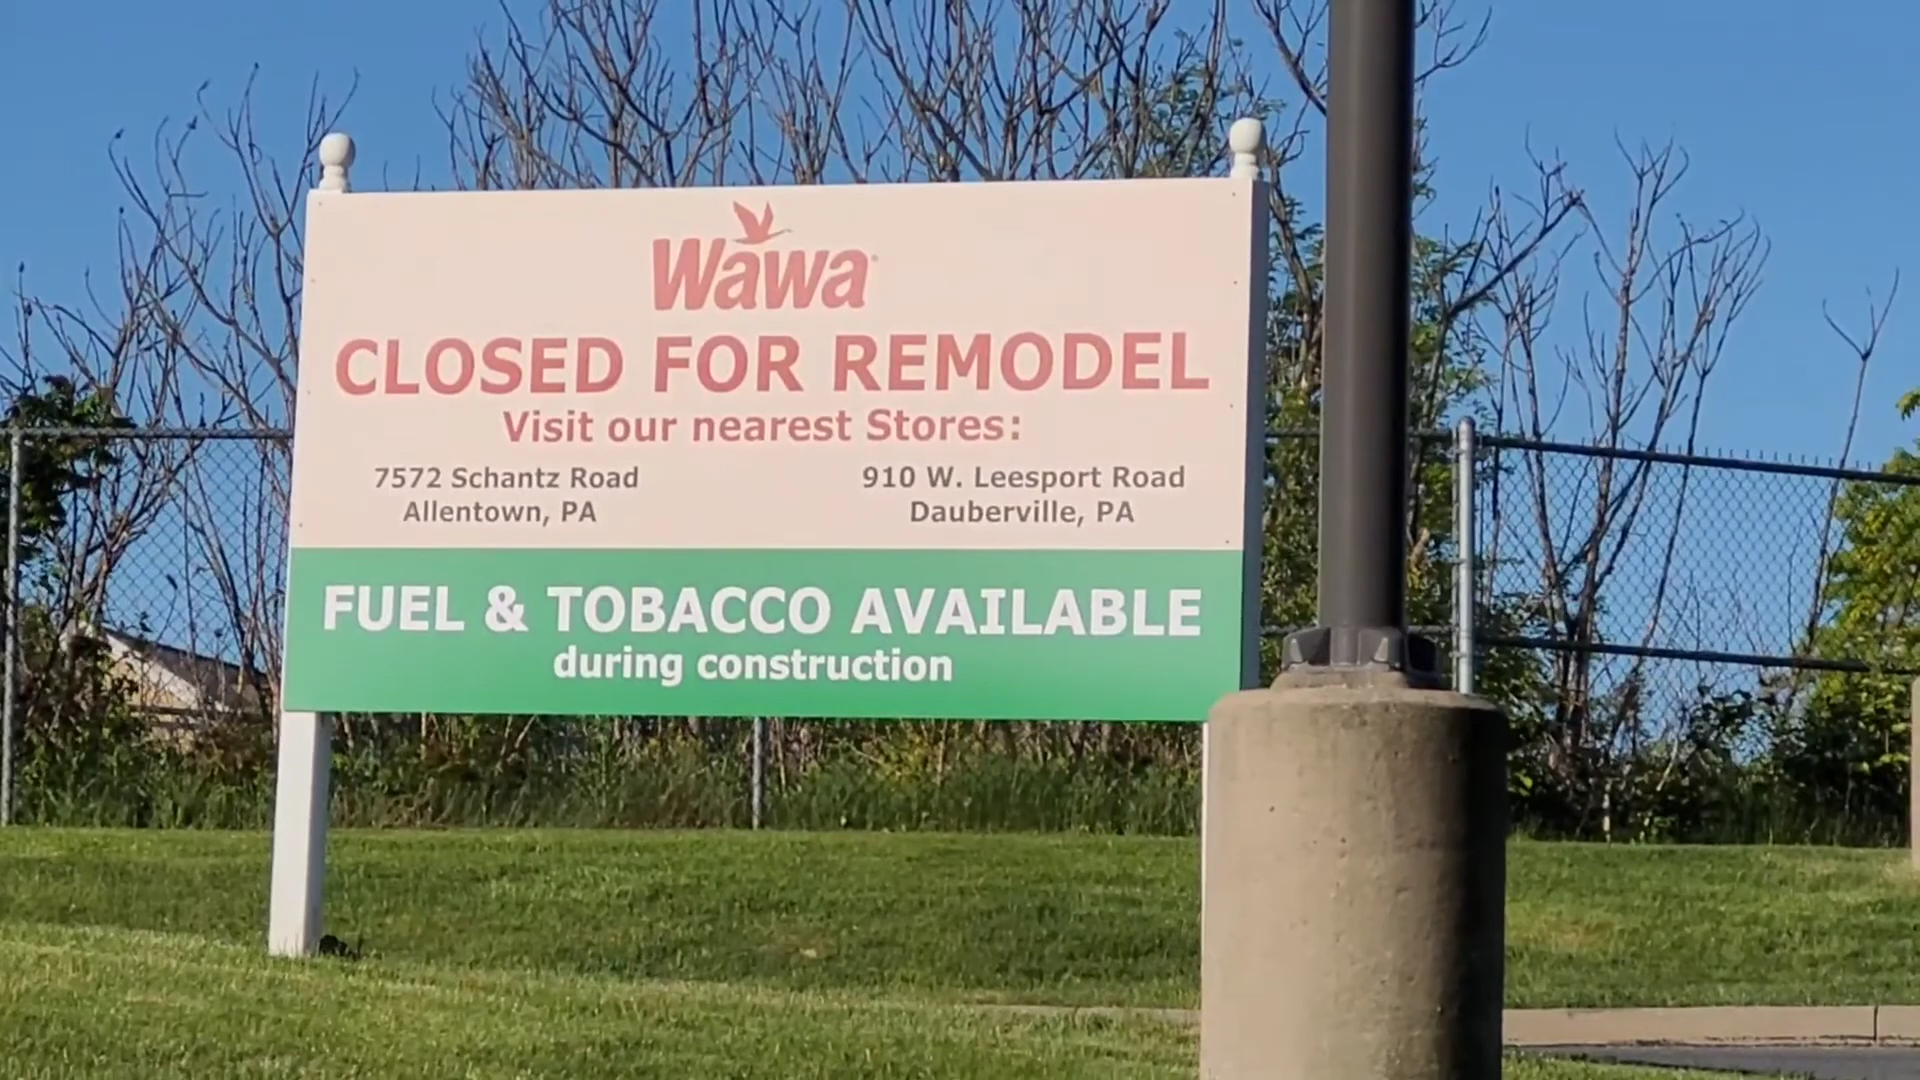 Wawa
CLOSED FOR REMODEL
Visit our nearest Stores:
7572 Schantz Road
Allentown, PA
910 W. Leesport Road
Dauberville, PA
FUEL & TOBACCO AVAILABLE
during construction